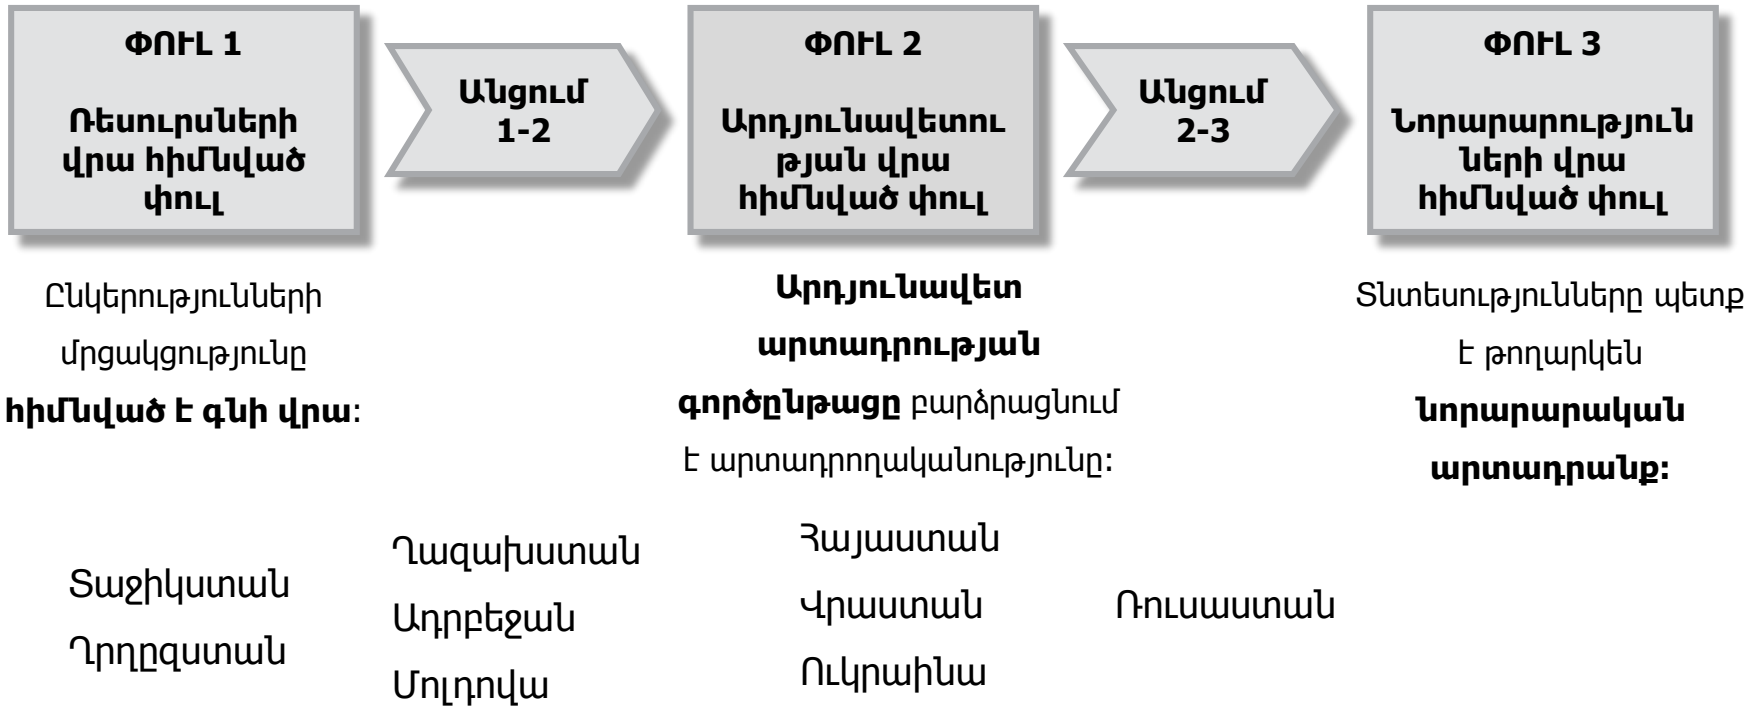 ՓՈՒԼ 1
Ռեսուրսների
վրա հիմնված
փուլ
Անցում
1-2
ՓՈՒԼ 2
Արդյունավետու
թյան վրա
հիմնված փուլ
Անցում
2-3
ՓՈՒԼ 3
Նորարարություն
ների վրա
հիմնված փուլ
Ընկերությունների
մրցակցությունը
հիմնված է գնի վրա:
Արդյունավետ
արտադրության
գործընթացը բարձրացնում
է արտադրողականությունը:
Տնտեսությունները պետք
է թողարկեն
նորարարական
արտադրանք:
Տաջիկստան
Ղրղըզստան
Ղազախստան
Ադրբեջան
Մոլդովա
Հայաստան
Վրաստան
Ուկրաինա
Ռուսաստան